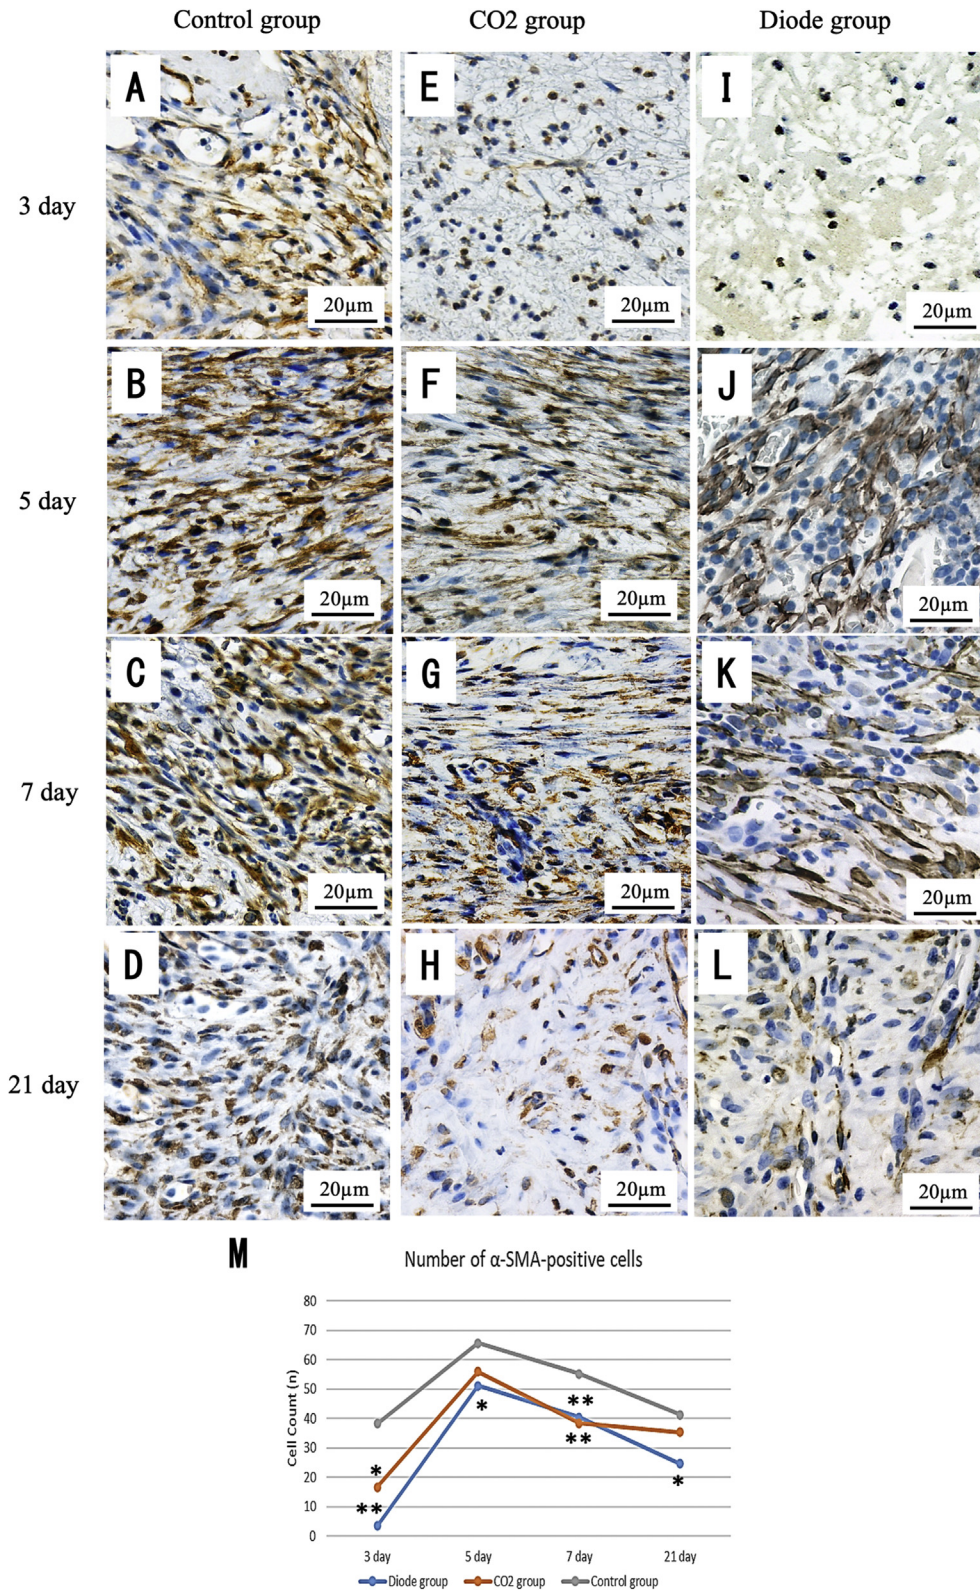 Control group CO2 group Diode group
A E I
3 day
20µm 20µm 20µm
B F J
5 day
20µm 20µm 20µm
C G K
7 day
20µm 20µm 20µm
D H L
21 day
20µm 20µm 20µm
M
Number of α-SMA-positive cells
Cell Count (n)
80
70
60
50
40
30
20
10
0
**
*
**
*
**
*
3 day 5 day 7 day 21 day
Diode group CO2 group Control group